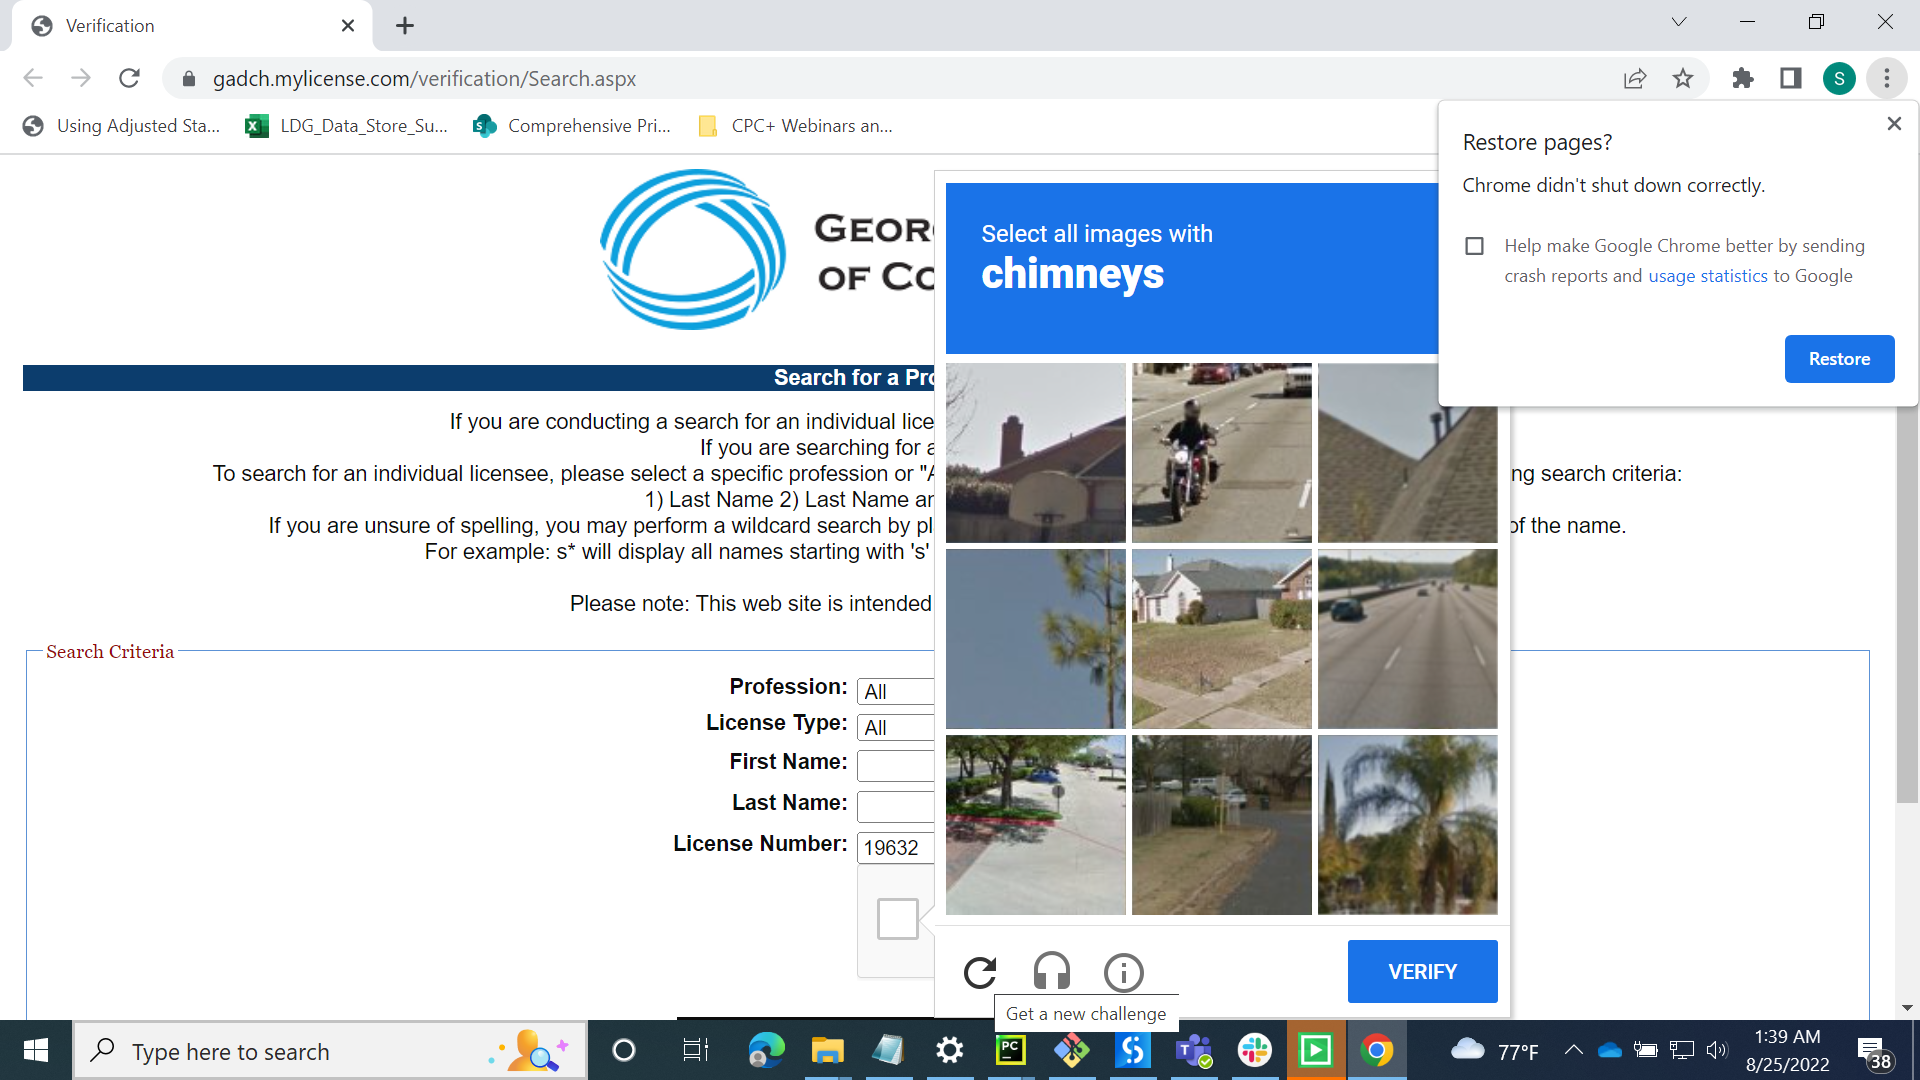 Verification
gadch.mylicense.com/verification/Search.aspx
S
Using Adjusted Sta...
LDG_Data_Store_Su...
Comprehensive Pri...
CPC+ Webinars an...
Restore pages?
Chrome didn't shut down correctly.
Help make Google Chrome better by sending
crash reports and usage statistics to Google
Restore
GEOR
OF CO
Select all images with
chimneys
Search for a Pro
If you are conducting a search for an individual lice
If you are searching for a
To search for an individual licensee, please select a specific profession or "A
ng search criteria:
1) Last Name 2) Last Name an
If you are unsure of spelling, you may perform a wildcard search by pl
of the name.
For example: s* will display all names starting with 's'
Please note: This web site is intended
Search Criteria
Profession:
All
License Type:
All
First Name:
Last Name:
License Number:
19632
VERIFY
Get a new challenge
Type here to search
PC
77°F
1:39 AM
8/25/2022
38